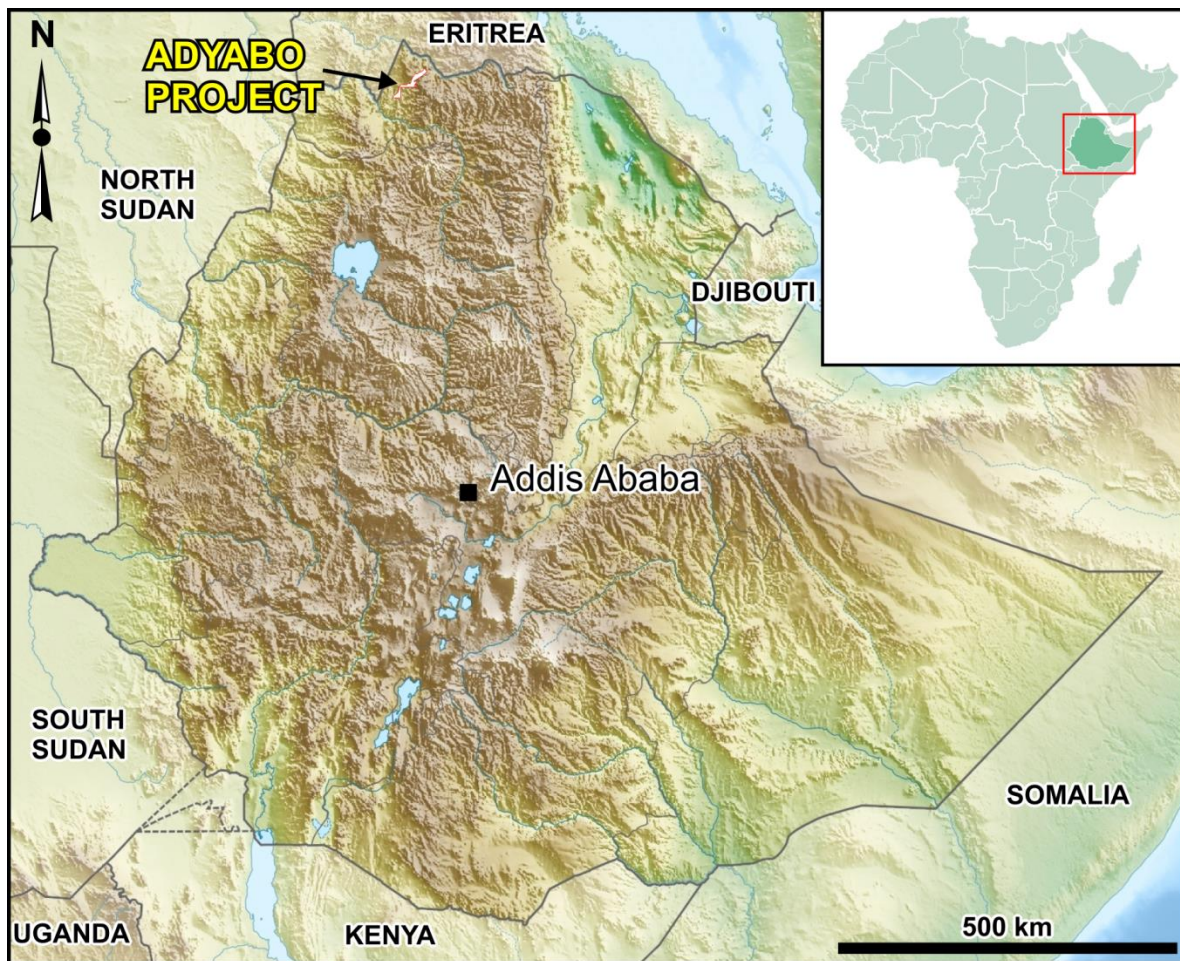 N
ERITREA
ADYABO
PROJECT
NORTH
SUDAN
DJIBOUTI
Addis Ababa
SOUTH
SUDAN
SOMALIA
UGANDA
KENYA
500 km